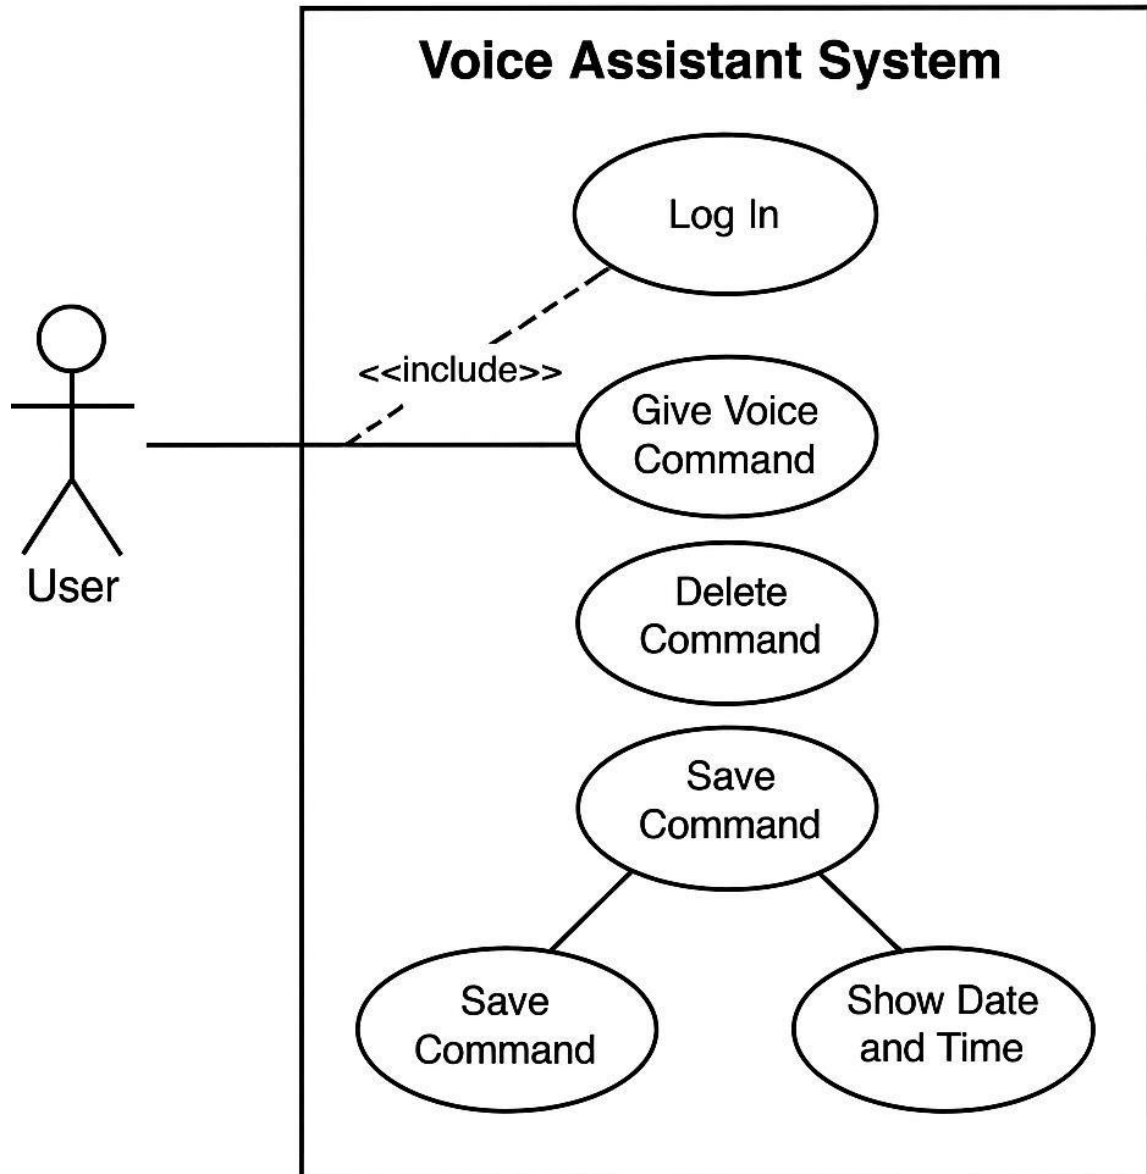 Voice Assistant System
Log In
<<include>>
Give Voice
Command
User
Delete
Command
Save
Command
Save
Command
Show Date
and Time